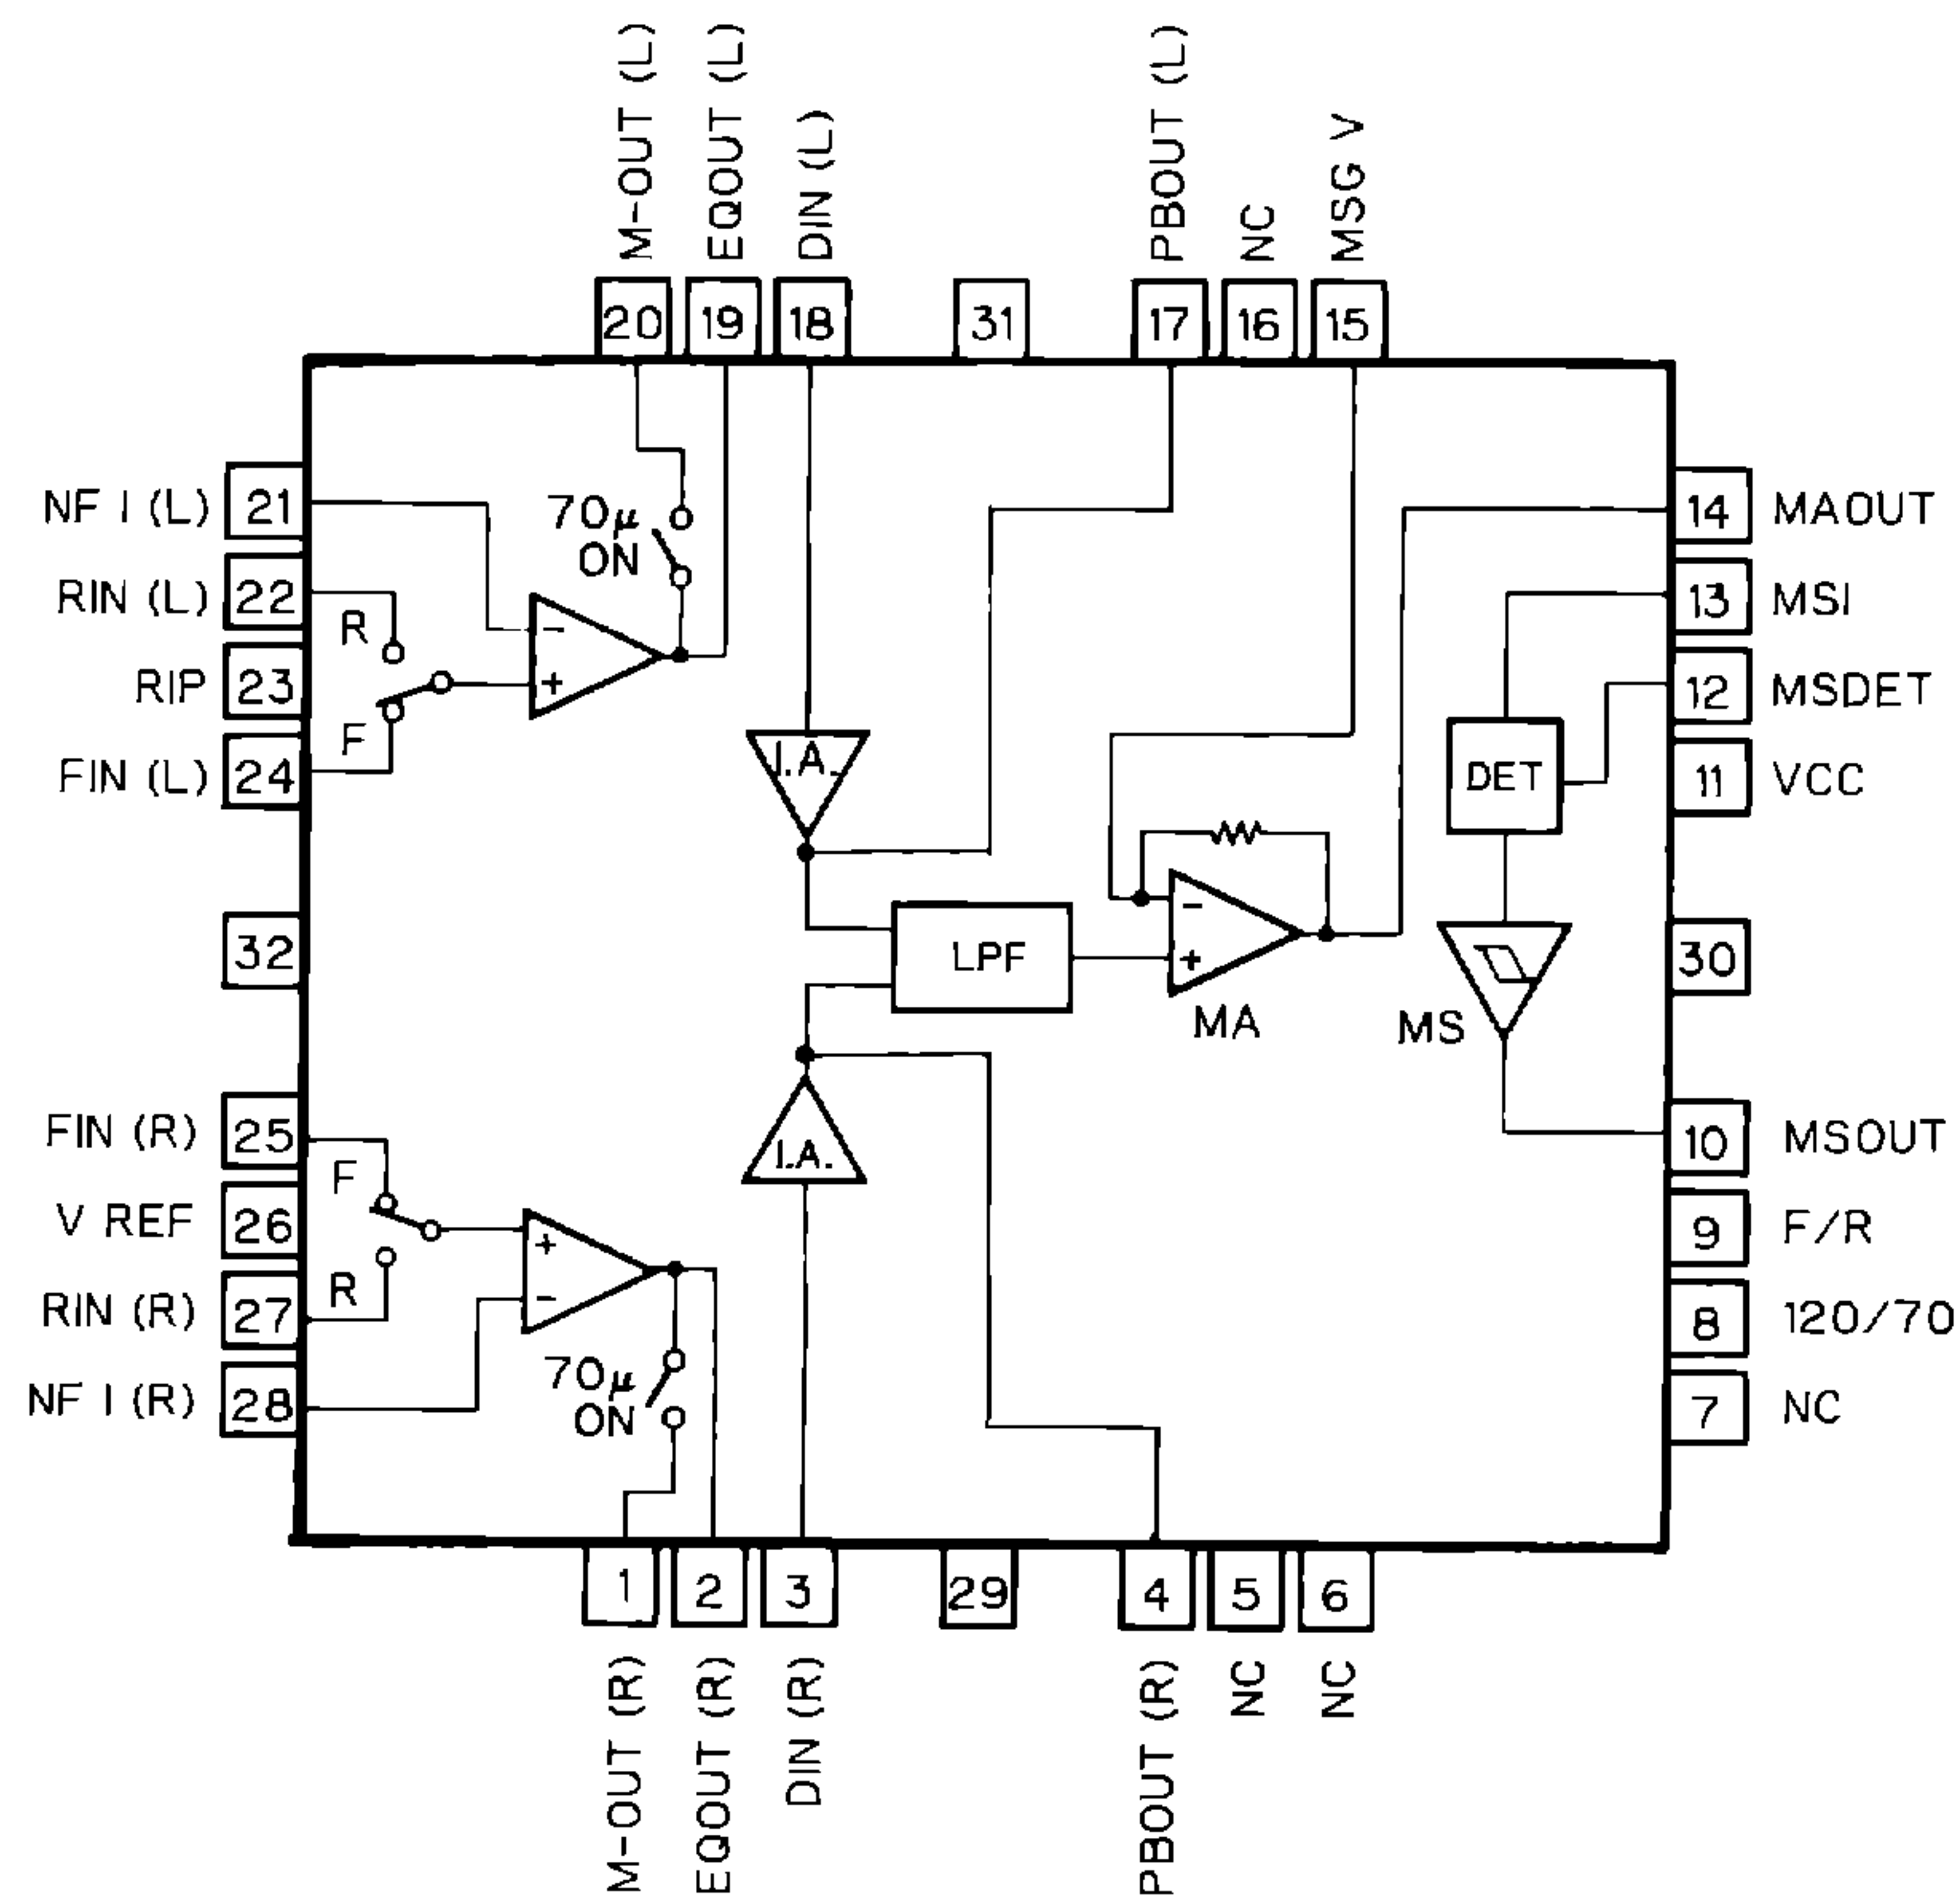 M-OUT (L)
EQOUT (L)
DIN (L)
PBOUT (L)
NC
MSG V
20
19
18
31
17
16
15
NF I (L)
21
RIN (L)
22
RIP
23
FIN (L)
24
32
FIN (R)
25
V REF
26
RIN (R)
27
NF I (R)
28
14
MAOUT
13
MSI
12
MSDET
11
VCC
30
10
MSOUT
9
F/R
8
120/70
7
NC
70μ
ON
R
F
-
+
I.A.
DET
LPF
-
+
MA
MS
I.A.
F
R
+
-
70μ
ON
1
2
3
29
4
5
6
M-OUT (R)
EQOUT (R)
DIN (R)
PBOUT (R)
NC
NC